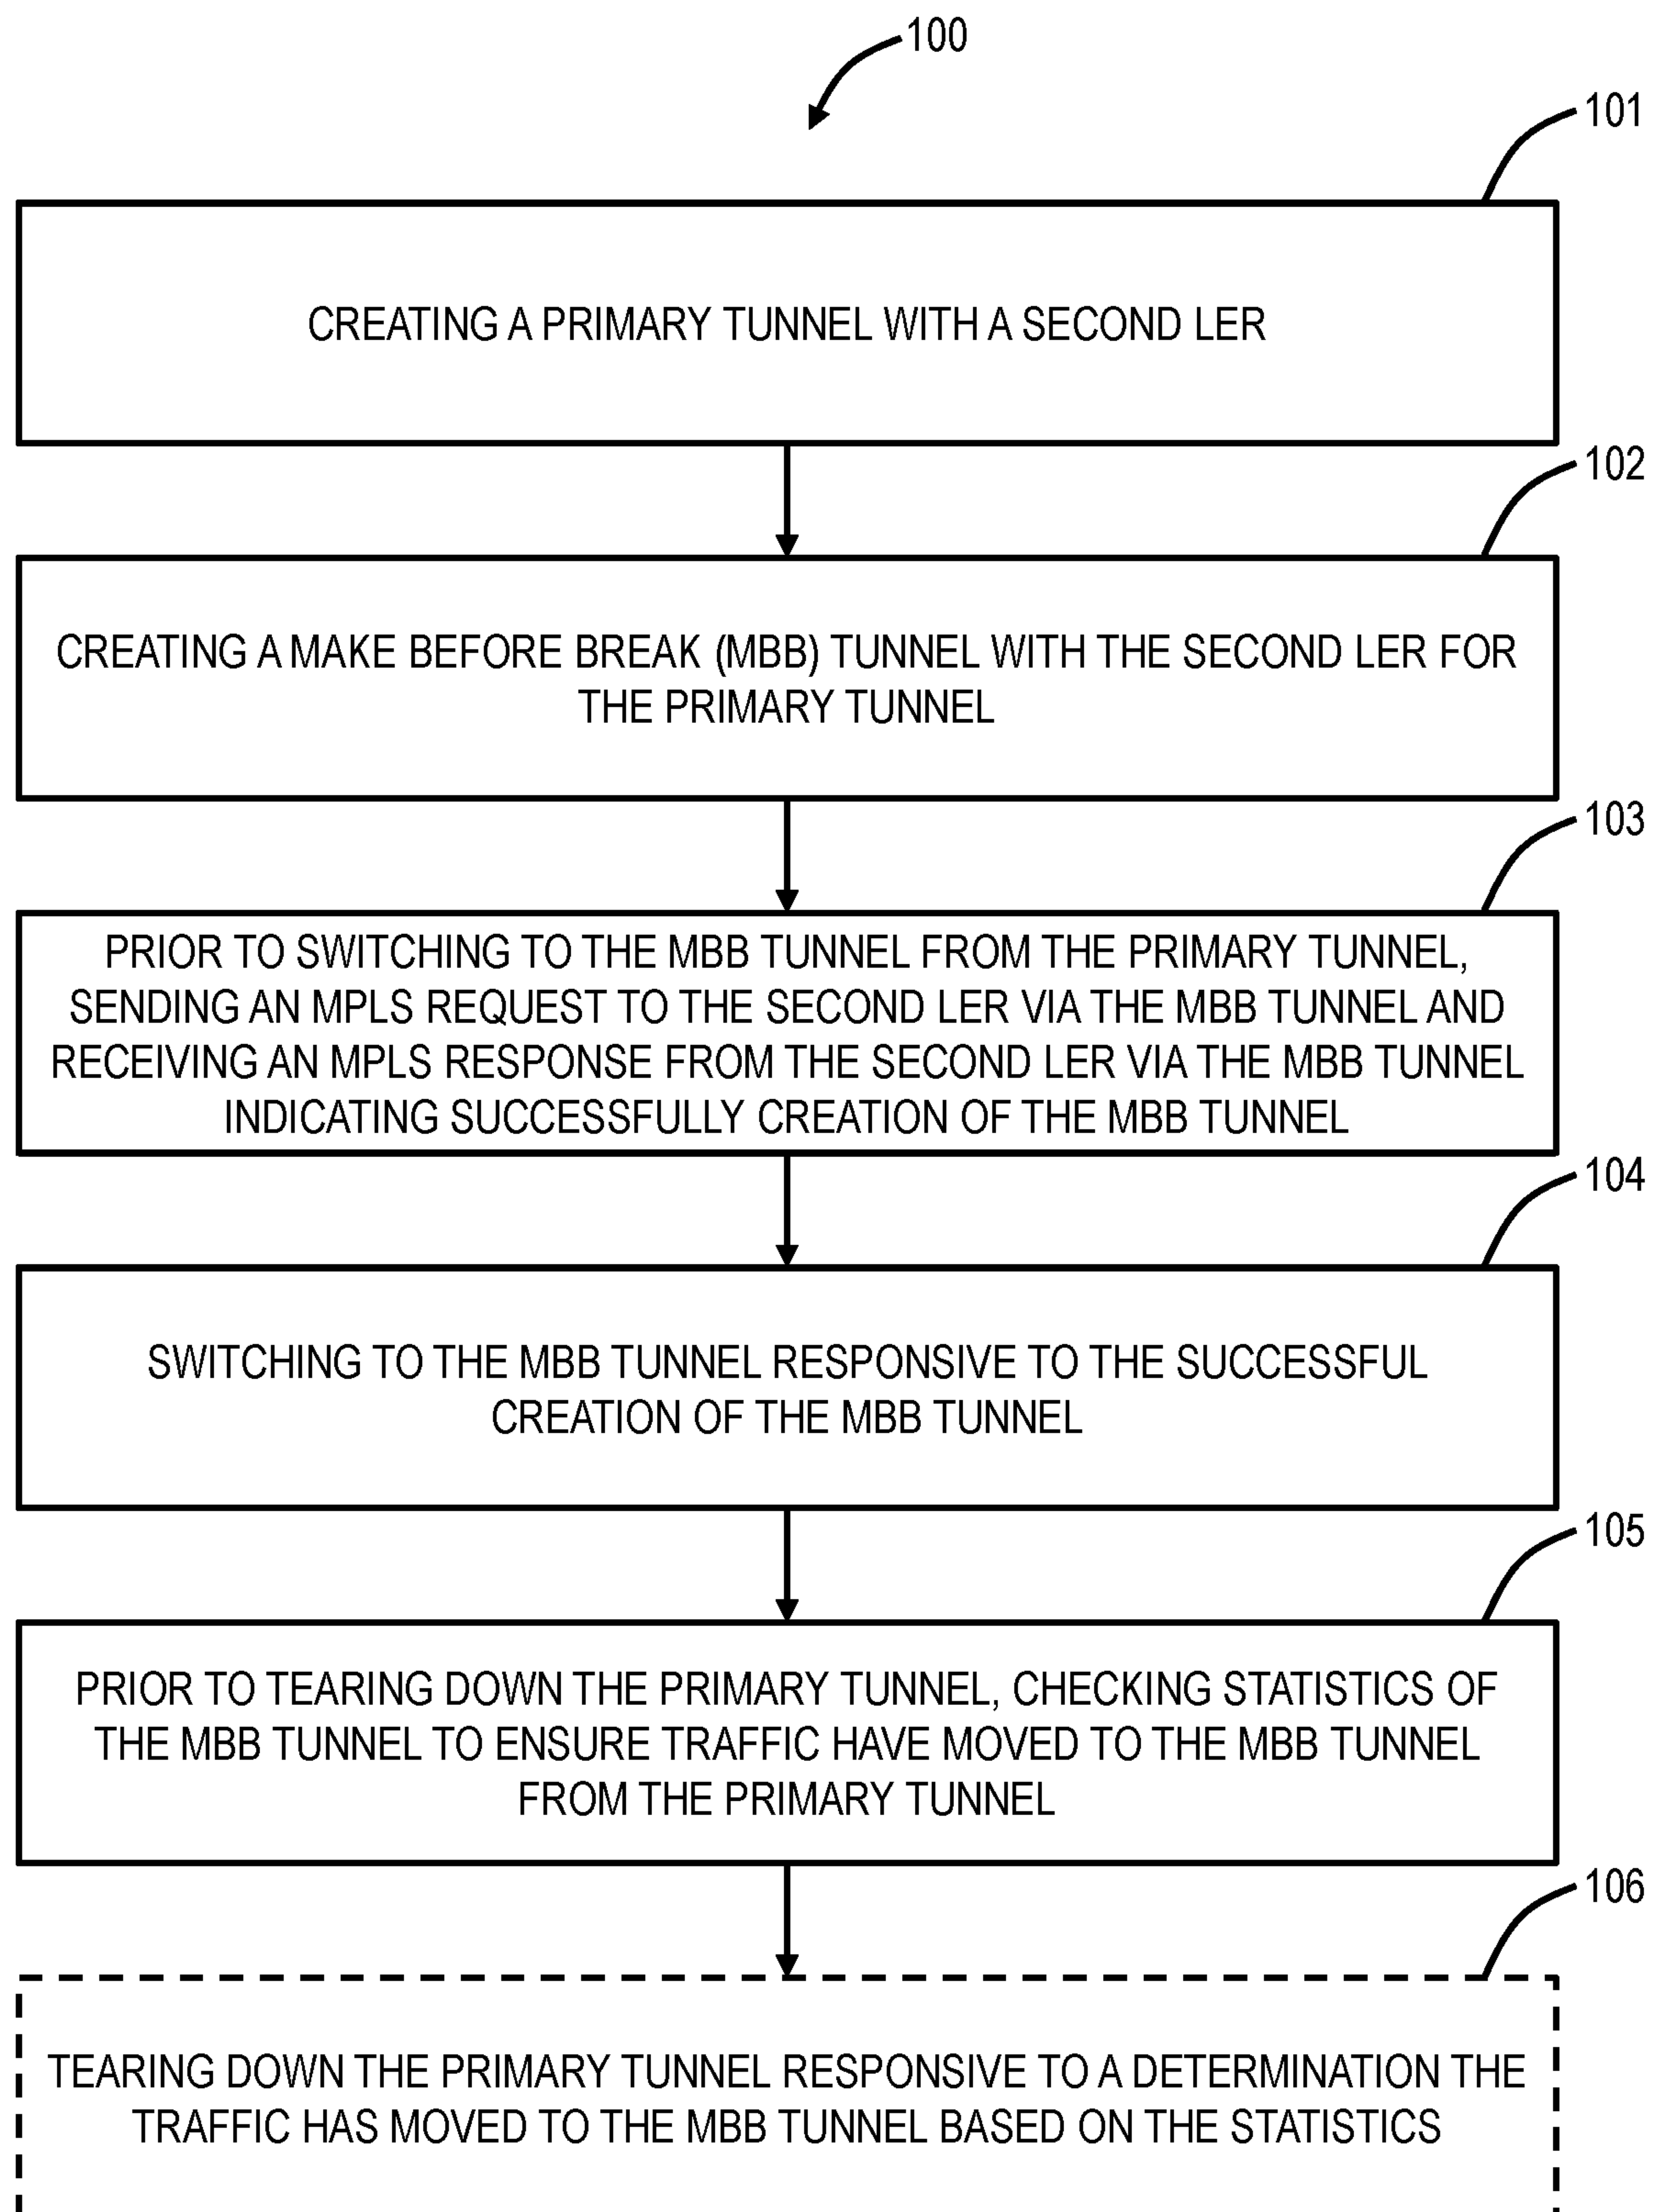 100
101
CREATING A PRIMARY TUNNEL WITH A SECOND LER
102
CREATING A MAKE BEFORE BREAK (MBB) TUNNEL WITH THE SECOND LER FOR
THE PRIMARY TUNNEL
103
PRIOR TO SWITCHING TO THE MBB TUNNEL FROM THE PRIMARY TUNNEL,
SENDING AN MPLS REQUEST TO THE SECOND LER VIA THE MBB TUNNEL AND
RECEIVING AN MPLS RESPONSE FROM THE SECOND LER VIA THE MBB TUNNEL
INDICATING SUCCESSFULLY CREATION OF THE MBB TUNNEL
104
SWITCHING TO THE MBB TUNNEL RESPONSIVE TO THE SUCCESSFUL
CREATION OF THE MBB TUNNEL
105
PRIOR TO TEARING DOWN THE PRIMARY TUNNEL, CHECKING STATISTICS OF
THE MBB TUNNEL TO ENSURE TRAFFIC HAVE MOVED TO THE MBB TUNNEL
FROM THE PRIMARY TUNNEL
106
TEARING DOWN THE PRIMARY TUNNEL RESPONSIVE TO A DETERMINATION THE
TRAFFIC HAS MOVED TO THE MBB TUNNEL BASED ON THE STATISTICS